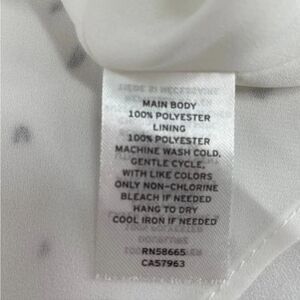 MAIN BODY
100% POLYESTER
LINING
100% POLYESTER
MACHINE WASH COLD,
GENTLE CYCLE,
WITH LIKE COLORS
ONLY NON-CHLORINE
BLEACH IF NEEDED
HANG TO DRY
COOL IRON IF NEEDED
RN58665
CA57963